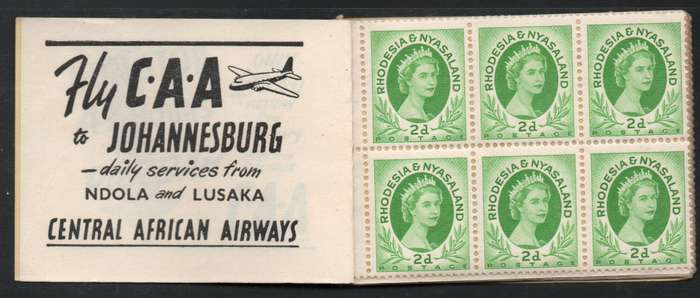 Fly C·A·A
to JOHANNESBURG
—daily services from
NDOLA and LUSAKA
CENTRAL AFRICAN AIRWAYS
RHODESIA & NYASALAND
2d
POSTAGE
RHODESIA & NYASALAND
2d
POSTAGE
RHODESIA & NYASALAND
2d
POSTAGE
RHODESIA & NYASALAND
2d
POSTAGE
RHODESIA & NYASALAND
2d
POSTAGE
RHODESIA & NYASALAND
2d
POSTAGE